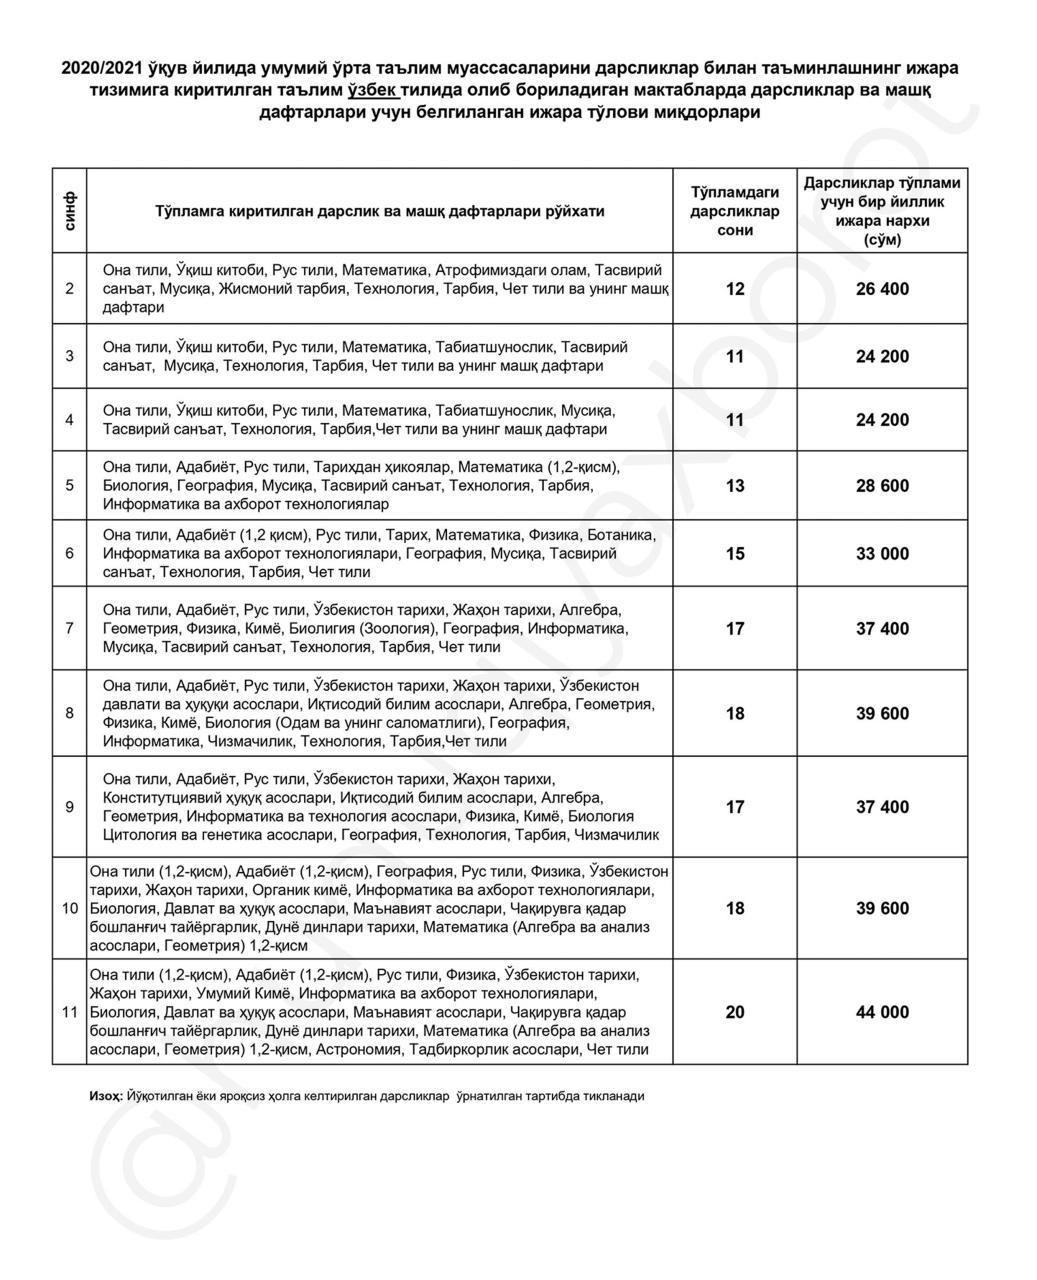 2020/2021 ўқув йилида умумий ўрта таълим муассасаларини дарсликлар билан таъминлашнинг ижара
тизимига киритилган таълим ўзбек тилида олиб бориладиган мактабларда дарсликлар ва машқ
дафтарлари учун белгиланган ижара тўлови миқдорлари
синф
Тўпламга киритилган дарслик ва машқ дафтарлари рўйхати
Тўпламдаги
дарсликлар
сони
Дарсликлар тўплами
учун бир йиллик
ижара нархи
(сўм)
2
Она тили, Ўқиш китоби, Рус тили, Математика, Атрофимиздаги олам, Тасвирий
санъат, Мусиқа, Жисмоний тарбия, Технология, Тарбия, Чет тили ва унинг машқ
дафтари
12
26 400
3
Она тили, Ўқиш китоби, Рус тили, Математика, Табиатшунослик, Тасвирий
санъат, Мусиқа, Технология, Тарбия, Чет тили ва унинг машқ дафтари
11
24 200
4
Она тили, Ўқиш китоби, Рус тили, Математика, Табиатшунослик, Мусиқа,
Тасвирий санъат, Технология, Тарбия,Чет тили ва унинг машқ дафтари
11
24 200
5
Она тили, Адабиёт, Рус тили, Тарихдан ҳикоялар, Математика (1,2-қисм),
Биология, География, Мусиқа, Тасвирий санъат, Технология, Тарбия,
Информатика ва ахборот технологиялар
13
28 600
6
Она тили, Адабиёт (1,2 қисм), Рус тили, Тарих, Математика, Физика, Ботаника,
Информатика ва ахборот технологиялари, География, Мусиқа, Тасвирий
санъат, Технология, Тарбия, Чет тили
15
33 000
7
Она тили, Адабиёт, Рус тили, Ўзбекистон тарихи, Жаҳон тарихи, Алгебра,
Геометрия, Физика, Кимё, Биолигия (Зоология), География, Информатика,
Мусиқа, Тасвирий санъат, Технология, Тарбия, Чет тили
17
37 400
8
Она тили, Адабиёт, Рус тили, Ўзбекистон тарихи, Жаҳон тарихи, Ўзбекистон
давлати ва ҳуқуқи асослари, Иқтисодий билим асослари, Алгебра, Геометрия,
Физика, Кимё, Биология (Одам ва унинг саломатлиги), География,
Информатика, Чизмачилик, Технология, Тарбия,Чет тили
18
39 600
9
Она тили, Адабиёт, Рус тили, Ўзбекистон тарихи, Жаҳон тарихи,
Конститутциявий ҳуқуқ асослари, Иқтисодий билим асослари, Алгебра,
Геометрия, Информатика ва технология асослари, Физика, Кимё, Биология
Цитология ва генетика асослари, География, Технология, Тарбия, Чизмачилик
17
37 400
10
Она тили (1,2-қисм), Адабиёт (1,2-қисм), География, Рус тили, Физика, Ўзбекистон
тарихи, Жаҳон тарихи, Органик кимё, Информатика ва ахборот технологиялари,
Биология, Давлат ва ҳуқуқ асослари, Маънавият асослари, Чақирувга қадар
бошланғич тайёргарлик, Дунё динлари тарихи, Математика (Алгебра ва анализ
асослари, Геометрия) 1,2-қисм
18
39 600
11
Она тили (1,2-қисм), Адабиёт (1,2-қисм), Рус тили, Физика, Ўзбекистон тарихи,
Жаҳон тарихи, Умумий Кимё, Информатика ва ахборот технологиялари,
Биология, Давлат ва ҳуқуқ асослари, Маънавият асослари, Чақирувга қадар
бошланғич тайёргарлик, Дунё динлари тарихи, Математика (Алгебра ва анализ
асослари, Геометрия) 1,2-қисм, Астрономия, Тадбиркорлик асослари, Чет тили
20
44 000
Изоҳ: Йўқотилган ёки яроқсиз ҳолга келтирилган дарсликлар ўрнатилган тартибда тикланади